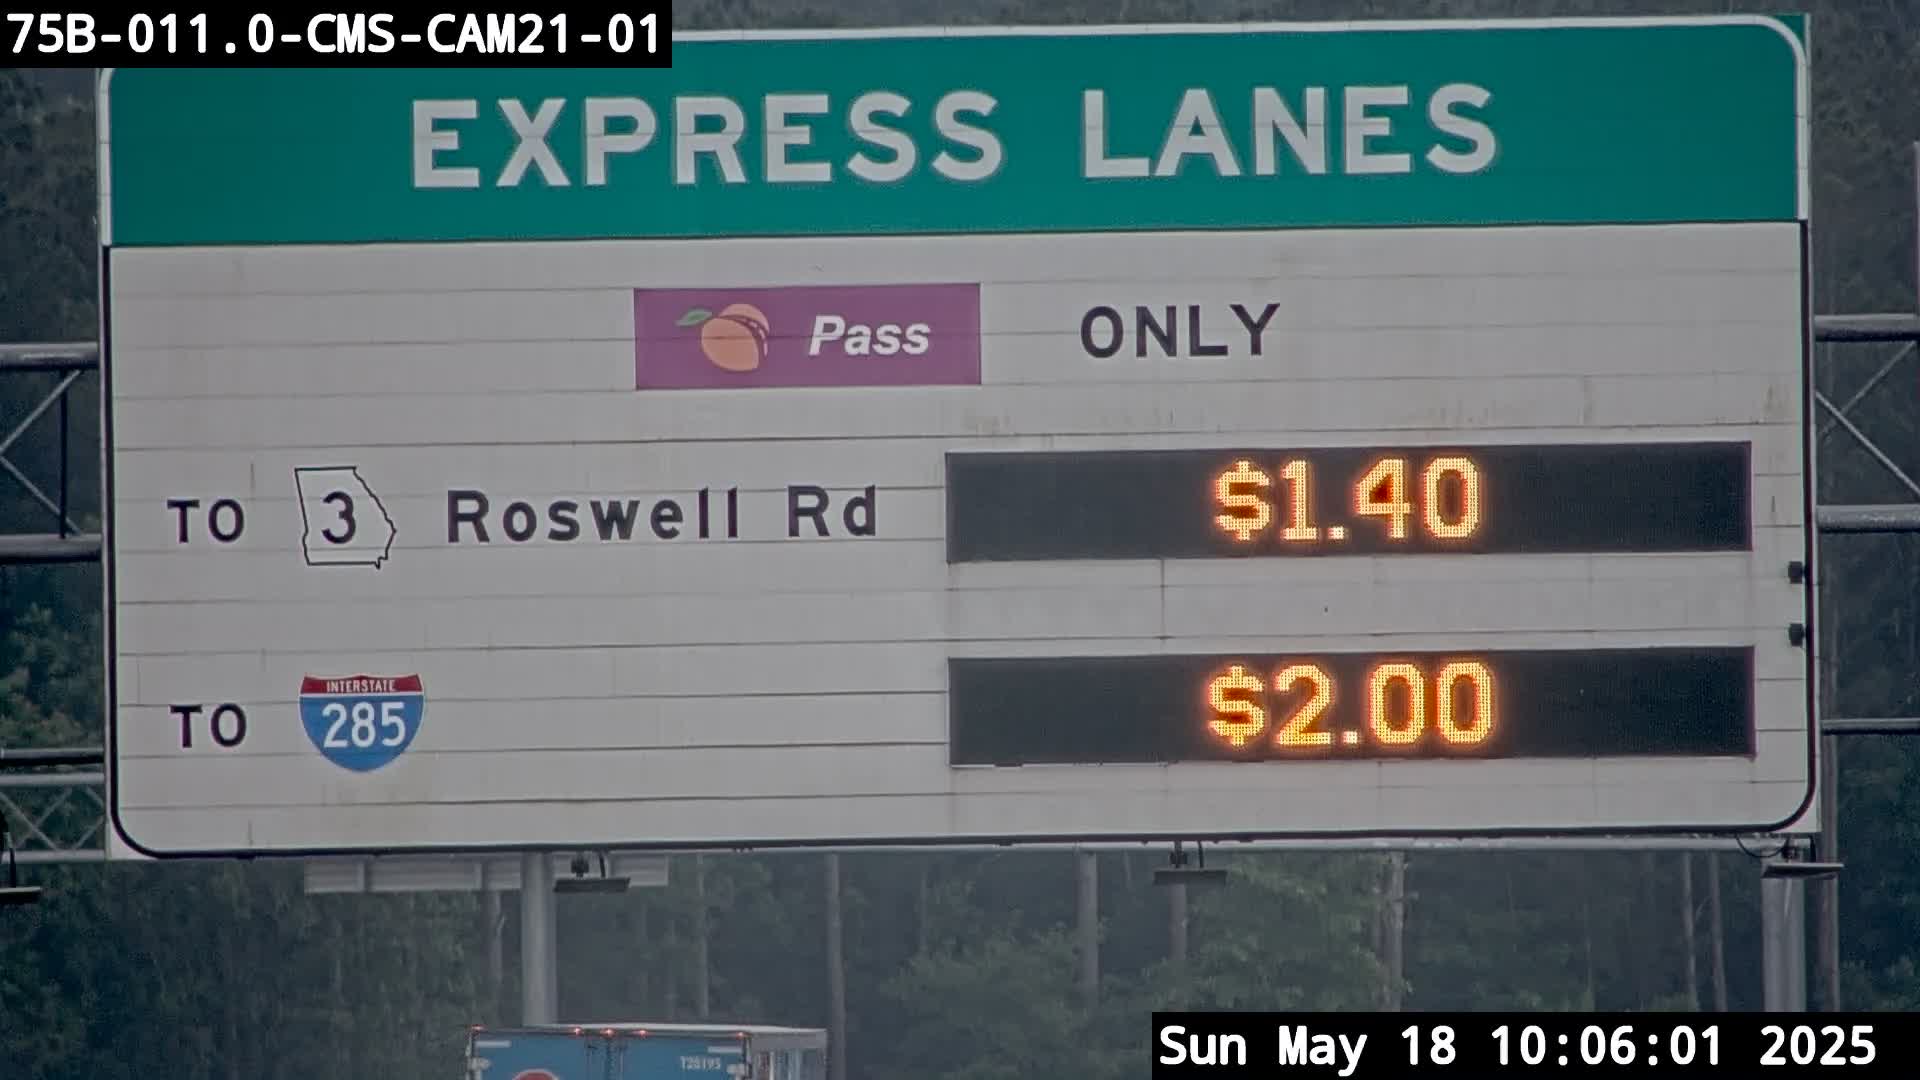 75B-011.0-CMS-CAM21-01
EXPRESS LANES
Pass ONLY
TO 3 Roswell Rd $1.40
TO INTERSTATE 285 $2.00
T28195
Sun May 18 10:06:01 2025